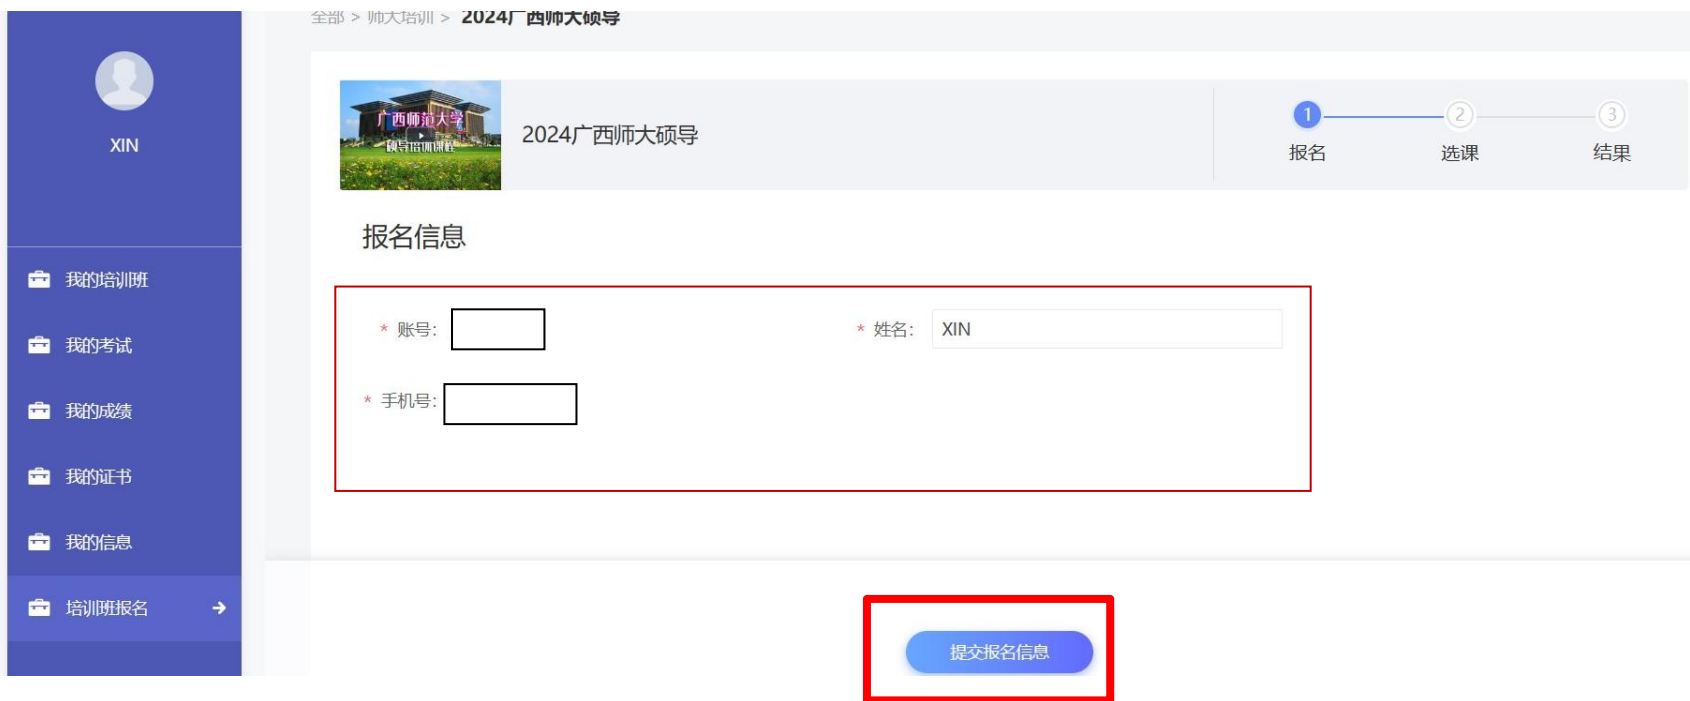 全部 > 师大培训 > 2024广西师大硕导
XIN
我的培训班
我的考试
我的成绩
我的证书
我的信息
培训班报名
广西师范大学
硕导培训课程
2024广西师大硕导
1 2 3
报名 选课 结果
报名信息
* 账号: * 姓名: XIN
* 手机号:
提交报名信息